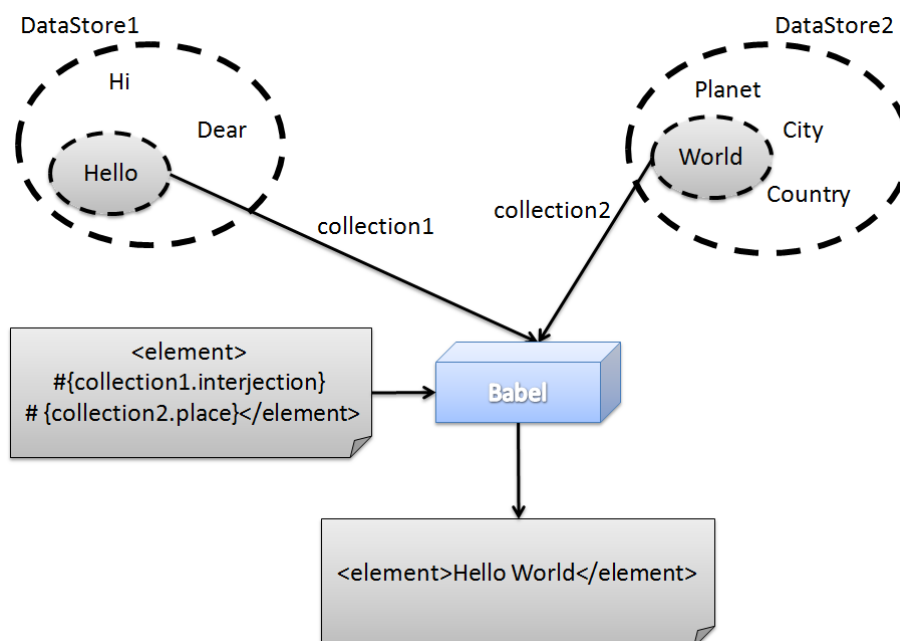 DataStore1
DataStore2
Hi
Planet
Dear
City
Hello
World
Country
collection1
collection2
<element>
#{collection1.interjection}
# {collection2.place}</element>
Babel
<element>Hello World</element>